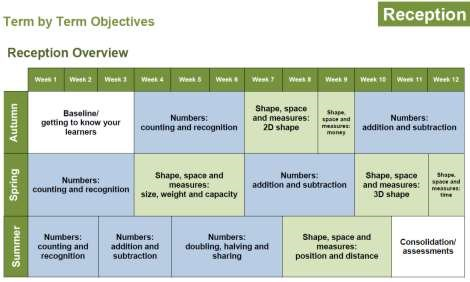 Reception
Term by Term Objectives
Reception Overview
Week 1 Week 2 Week 3 Week 4 Week 5 Week 6 Week 7 Week 8 Week 9 Week 10 Week 11 Week 12
Autumn
Baseline/
getting to know your
learners
Numbers:
counting and recognition
Shape, space
and measures:
2D shape
Shape,
space and
measures:
money
Numbers:
addition and subtraction
Spring
Numbers:
counting and recognition
Shape, space and
measures:
size, weight and capacity
Numbers:
addition and subtraction
Shape, space
and measures:
3D shape
Shape,
space and
measures:
time
Summer
Numbers:
counting and
recognition
Numbers:
addition and
subtraction
Numbers:
doubling, halving and
sharing
Shape, space and
measures:
position and distance
Consolidation/
assessments